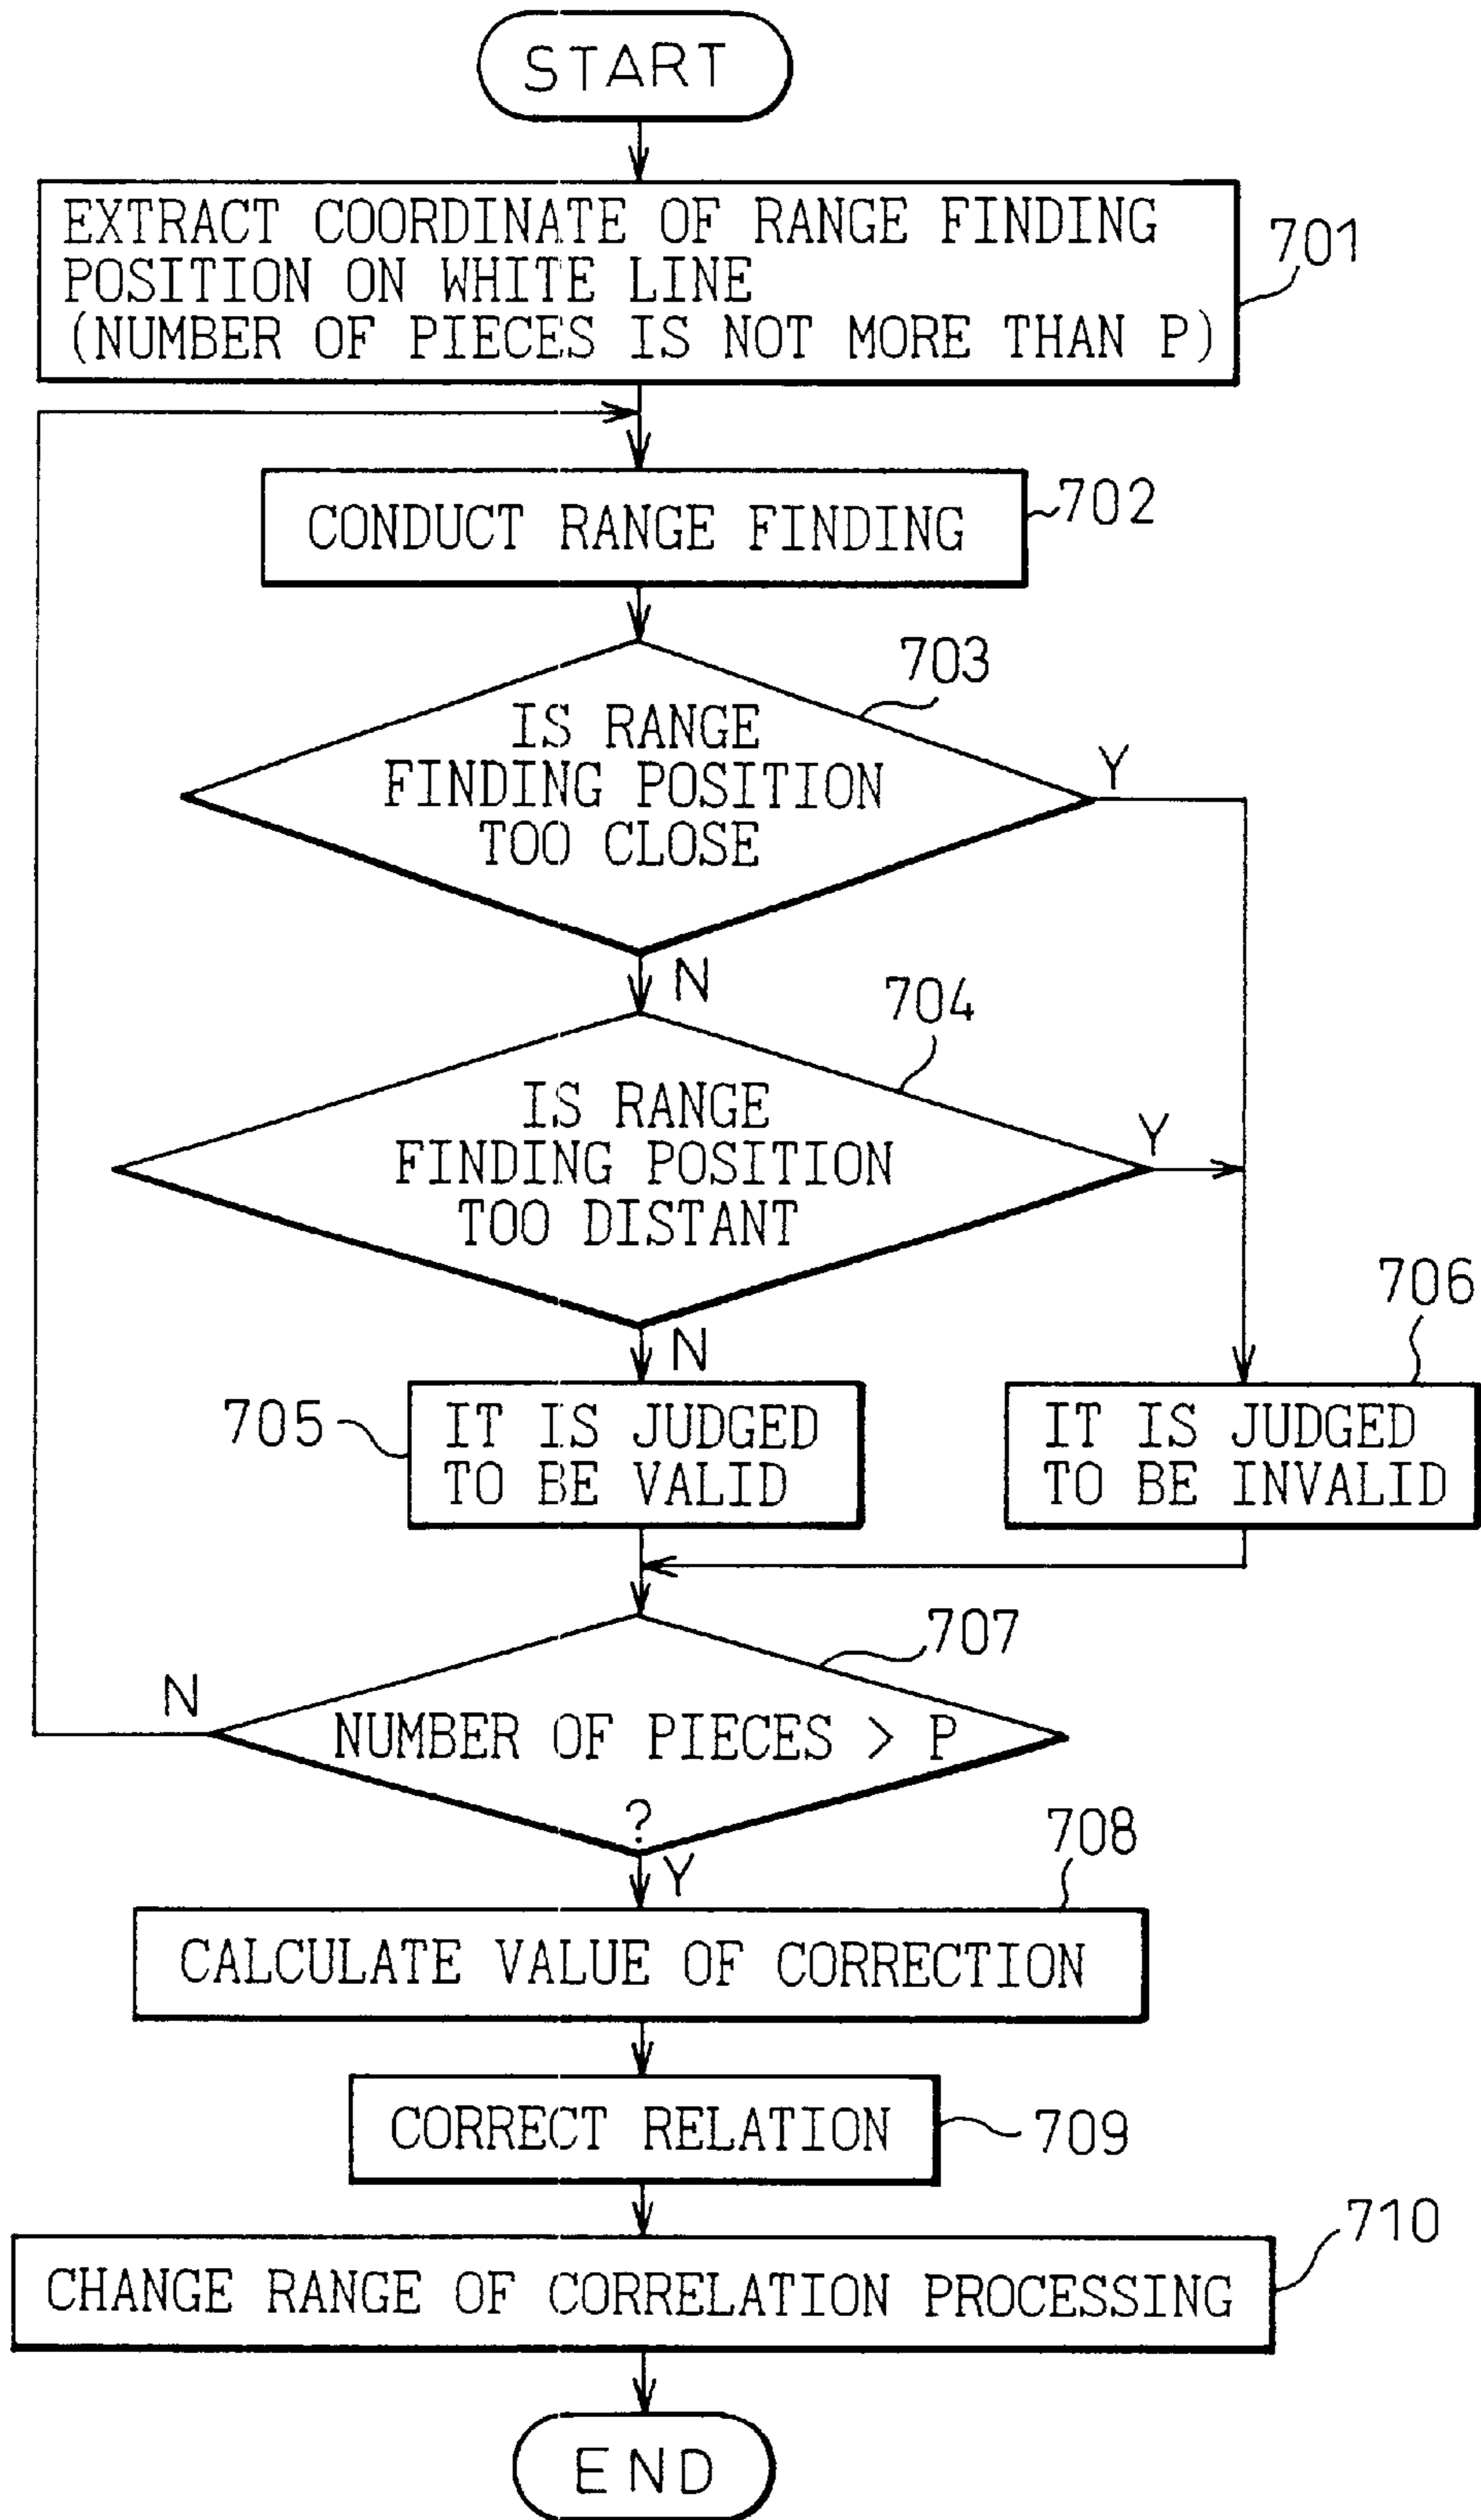 START
EXTRACT COORDINATE OF RANGE FINDING
POSITION ON WHITE LINE
(NUMBER OF PIECES IS NOT MORE THAN P)
701
CONDUCT RANGE FINDING
702
703
IS RANGE
FINDING POSITION
TOO CLOSE
Y
N
704
IS RANGE
FINDING POSITION
TOO DISTANT
Y
N
705
IT IS JUDGED
TO BE VALID
706
IT IS JUDGED
TO BE INVALID
707
N
NUMBER OF PIECES > P
?
Y
708
CALCULATE VALUE OF CORRECTION
CORRECT RELATION
709
710
CHANGE RANGE OF CORRELATION PROCESSING
END